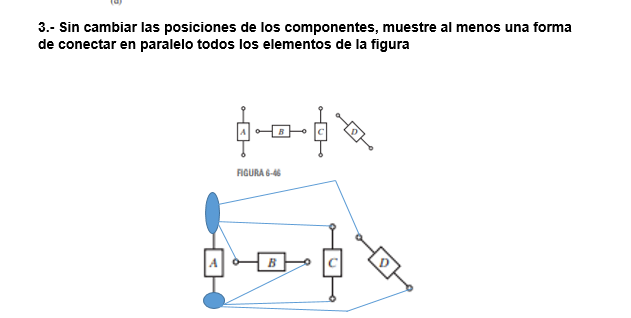 (a)
3.- Sin cambiar las posiciones de los componentes, muestre al menos una forma
de conectar en paralelo todos los elementos de la figura
A B C D
FIGURA 6-46
A B C D